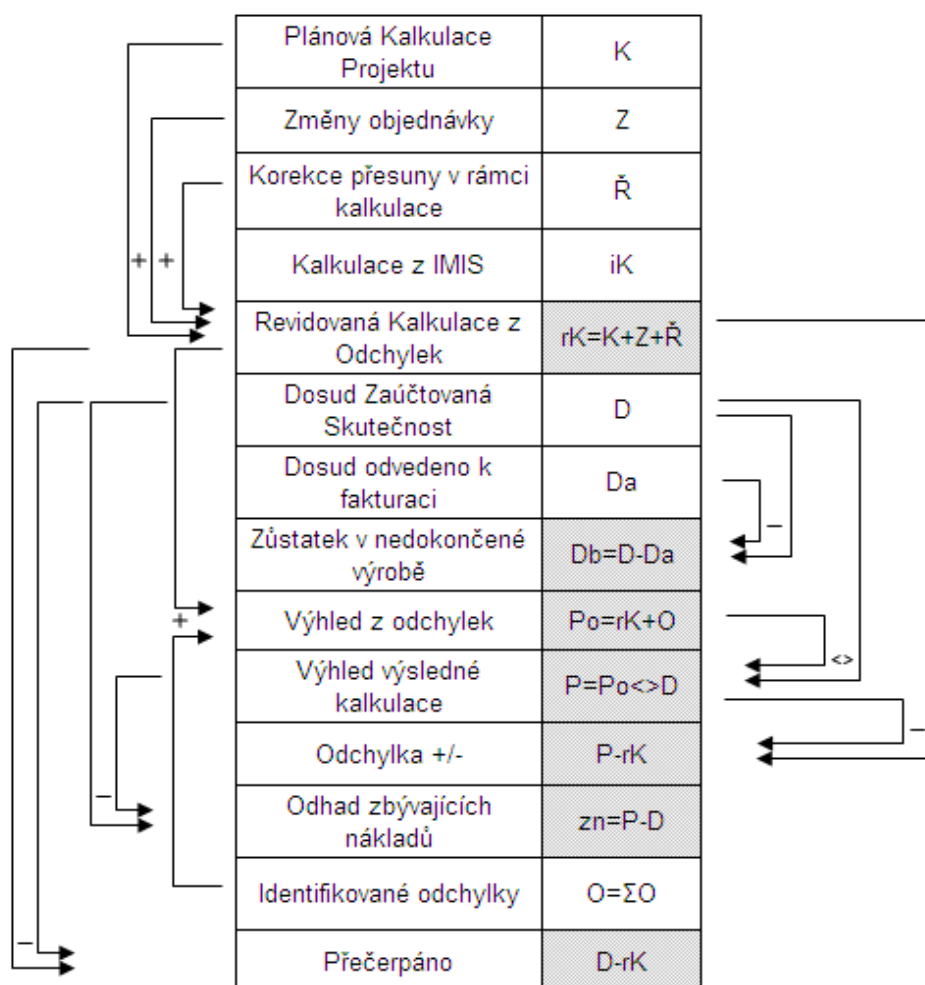 Plánová Kalkulace
Projektu
K
Změny objednávky
Z
Korekce přesuny v rámci
kalkulace
Ř
Kalkulace z IMIS
iK
+ +
Revidovaná Kalkulace z
Odchylek
rK=K+Z+Ř
Dosud Zaúčtovaná
Skutečnost
D
Dosud odvedeno k
fakturaci
Da
–
Zůstatek v nedokončené
výrobě
Db=D-Da
+
Výhled z odchylek
Po=rK+O
<>
Výhled výsledné
kalkulace
P=Po<>D
Odchylka +/-
P-rK
–
–
Odhad zbývajících
nákladů
zn=P-D
Identifikované odchylky
O=ΣO
–
Přečerpáno
D-rK